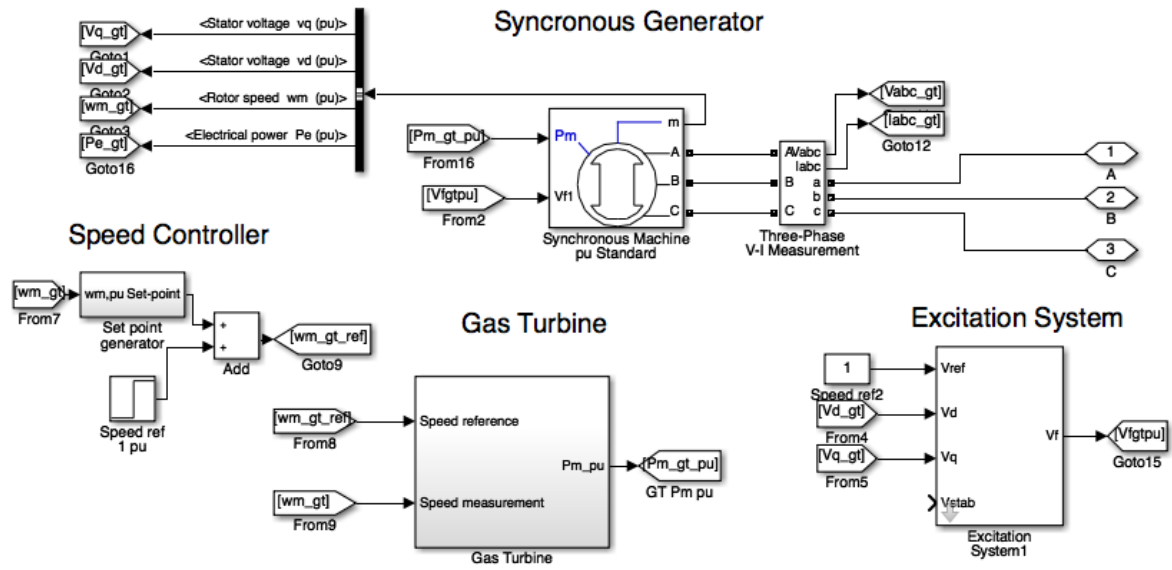 Syncronous Generator
<Stator voltage vq (pu)>
[Vq_gt]
Goto1
<Stator voltage vd (pu)>
[Vd_gt]
Goto2
<Rotor speed wm (pu)>
[wm_gt]
Goto3
<Electrical power Pe (pu)>
[Pe_gt]
Goto16
[Pm_gt_pu]
From16
[Vfgtpu]
From2
Pm
Vf1
m
A
B
C
Synchronous Machine
pu Standard
A
B
C
Vabc
Iabc
a
b
c
Three-Phase
V-I Measurement
[Vabc_gt]
[Iabc_gt]
Goto12
1
A
2
B
3
C
Speed Controller
[wm_gt]
From7
wm,pu Set-point
Set point
generator
+
+
Add
[wm_gt_ref]
Goto9
Speed ref
1 pu
Gas Turbine
[wm_gt_ref]
From8
[wm_gt]
From9
Speed reference
Speed measurement
Pm_pu
Gas Turbine
[Pm_gt_pu]
GT Pm pu
Excitation System
1
Speed ref2
[Vd_gt]
From4
[Vq_gt]
From5
Vref
Vd
Vq
Vstab
Vf
Excitation
System1
[Vfgtpu]
Goto15